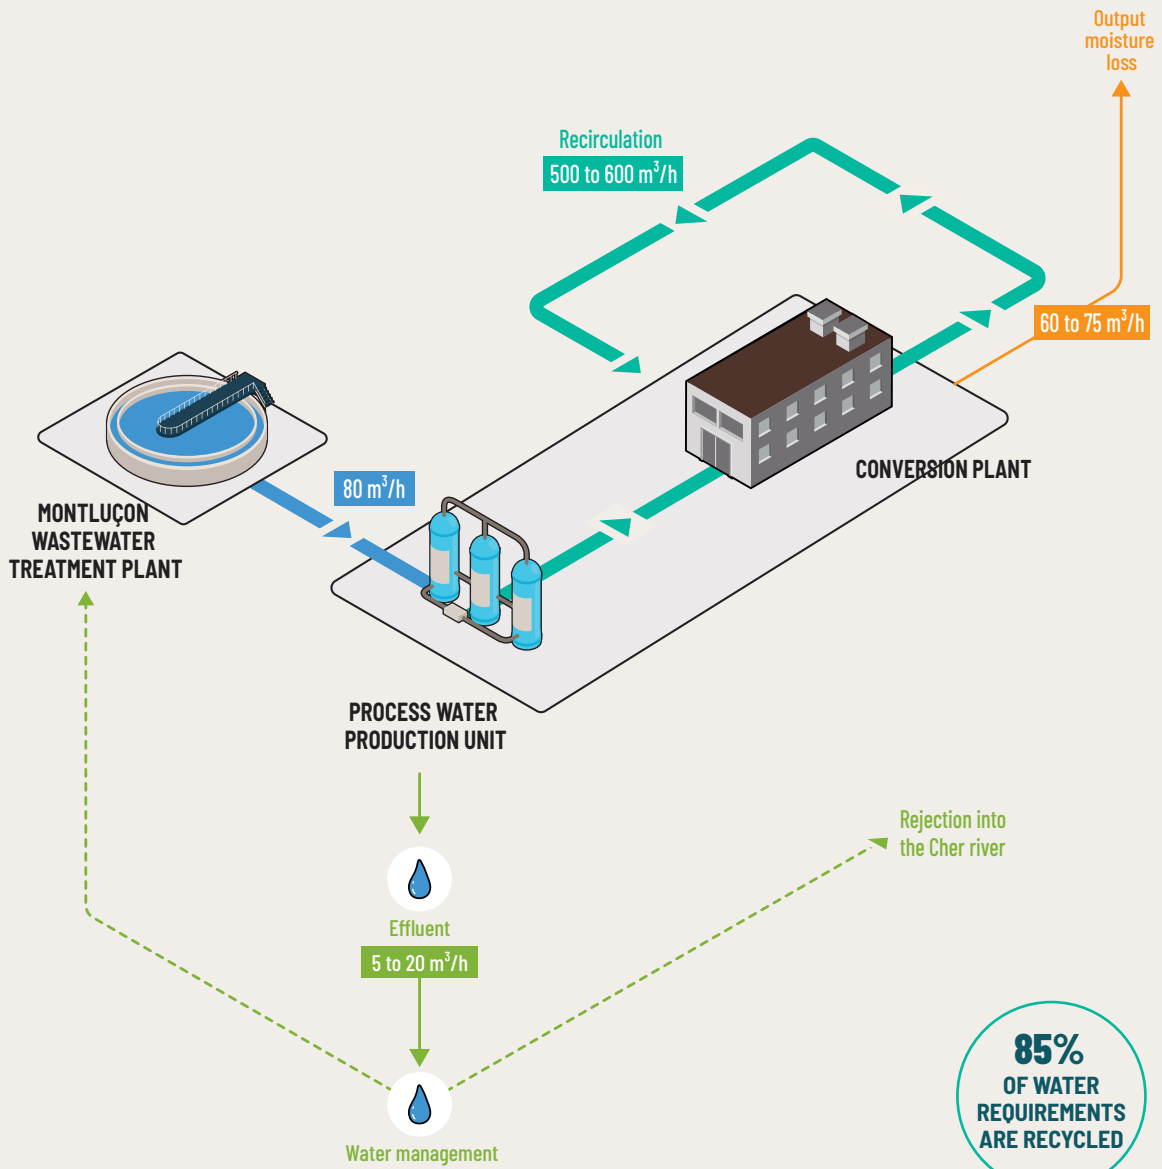 Output
moisture
loss
Recirculation
500 to 600 m³/h
60 to 75 m³/h
CONVERSION PLANT
80 m³/h
MONTLUÇON
WASTEWATER
TREATMENT PLANT
PROCESS WATER
PRODUCTION UNIT
Rejection into
the Cher river
Effluent
5 to 20 m³/h
Water management
85%
OF WATER
REQUIREMENTS
ARE RECYCLED